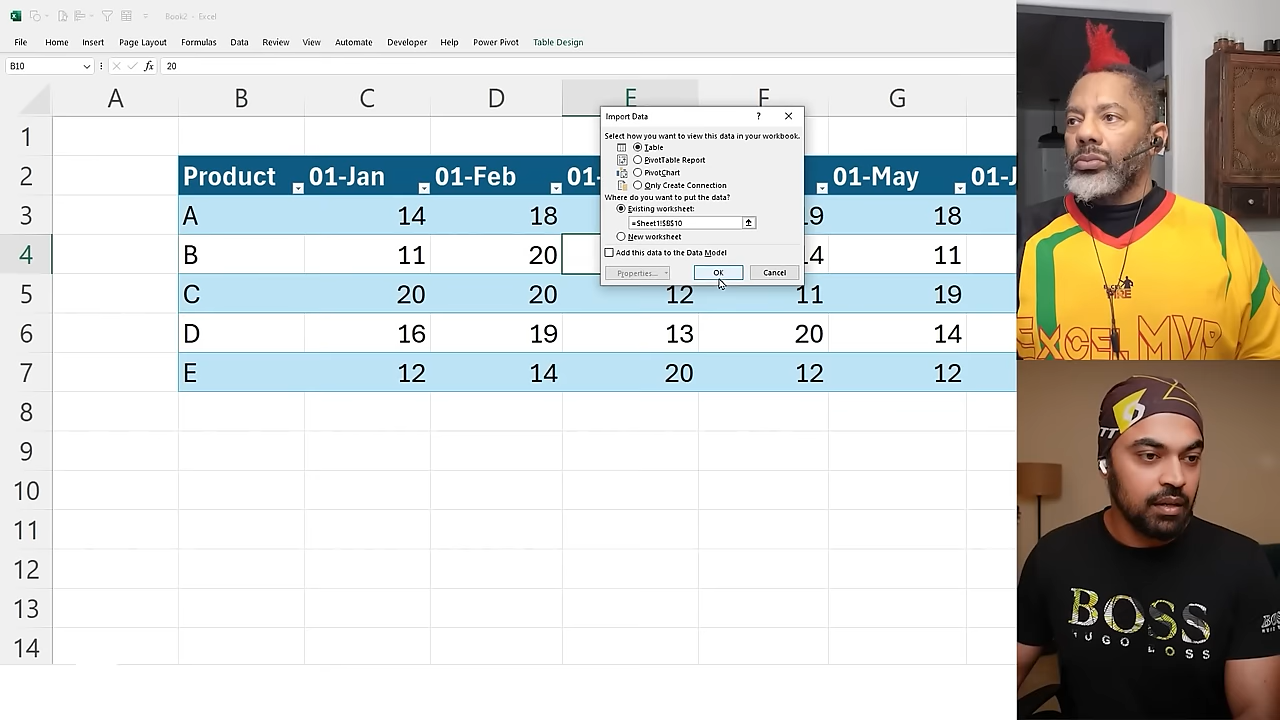 Book2 - Excel
File Home Insert Page Layout Formulas Data Review View Automate Developer Help Power Pivot Table Design
B10 fx 20
A B C D E F G
1
2 Product 01-Jan 01-Feb 01- 01-May 01-J
3 A 14 18 19 18
4 B 11 20 14 11
5 C 20 20 12 11 19
6 D 16 19 13 20 14
7 E 12 14 20 12 12
8
9
10
11
12
13
14
Import Data ?
Select how you want to view this data in your workbook.
Table
PivotTable Report
PivotChart
Only Create Connection
Where do you want to put the data?
Existing worksheet:
=Sheet1!$B$10
New worksheet
Add this data to the Data Model
Properties... OK Cancel
EXCEL MVP
BOSS